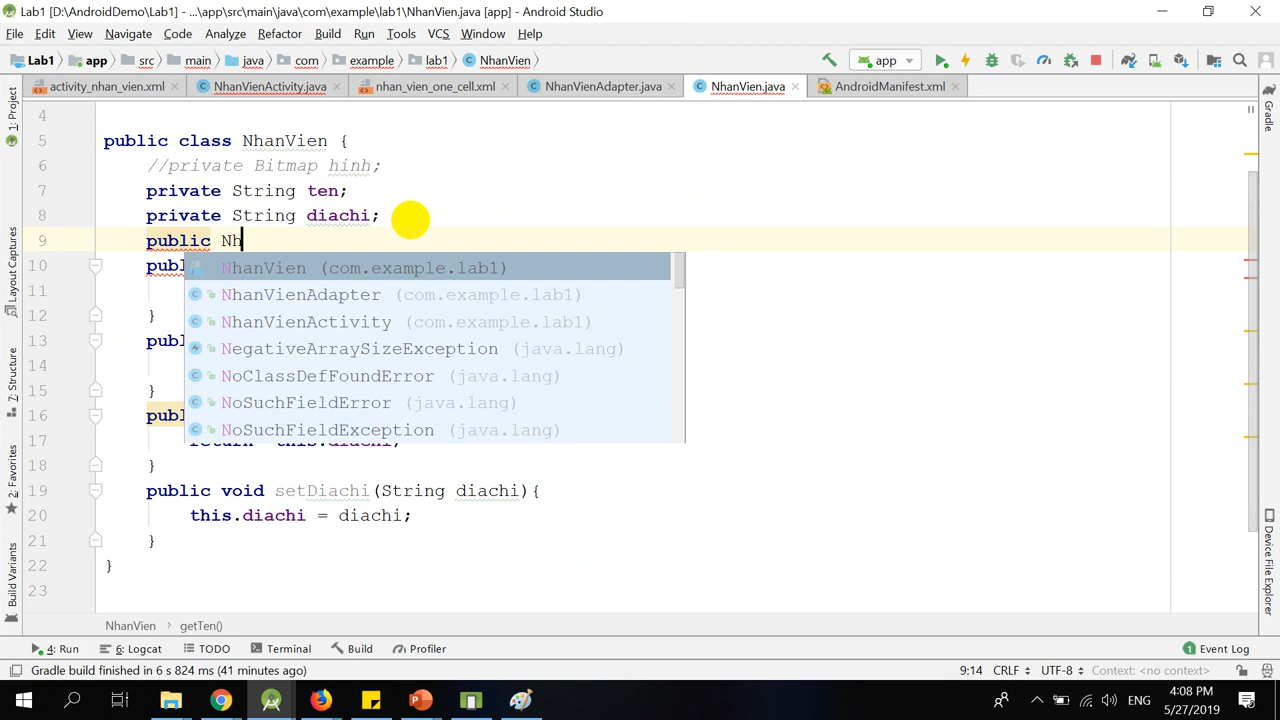 Lab1 [D:\AndroidDemo\Lab1] - ...\app\src\main\java\com\example\lab1\NhanVien.java [app] - Android Studio
File Edit View Navigate Code Analyze Refactor Build Run Tools VCS Window Help
Lab1 app src main java com example lab1 NhanVien app
activity_nhan_vien.xml NhanVienActivity.java nhan_vien_one_cell.xml NhanVienAdapter.java NhanVien.java AndroidManifest.xml
1: Project
Layout Captures
7: Structure
2: Favorites
Build Variants
4
5 public class NhanVien {
6 //private Bitmap hinh;
7 private String ten;
8 private String diachi;
9 public Nh
10 publ
11
12 }
13 publ
14
15 }
16 publ
17 return this.diachi;
18 }
19 public void setDiachi(String diachi){
20 this.diachi = diachi;
21 }
22 }
23
NhanVien (com.example.lab1)
NhanVienAdapter (com.example.lab1)
NhanVienActivity (com.example.lab1)
NegativeArraySizeException (java.lang)
NoClassDefFoundError (java.lang)
NoSuchFieldError (java.lang)
NoSuchFieldException (java.lang)
Gradle
Device File Explorer
NhanVien › getTen()
4: Run 6: Logcat TODO Terminal Build Profiler 1 Event Log
Gradle build finished in 6 s 824 ms (41 minutes ago) 9:14 CRLF UTF-8 Context: <no context>
ENG 4:08 PM
5/27/2019